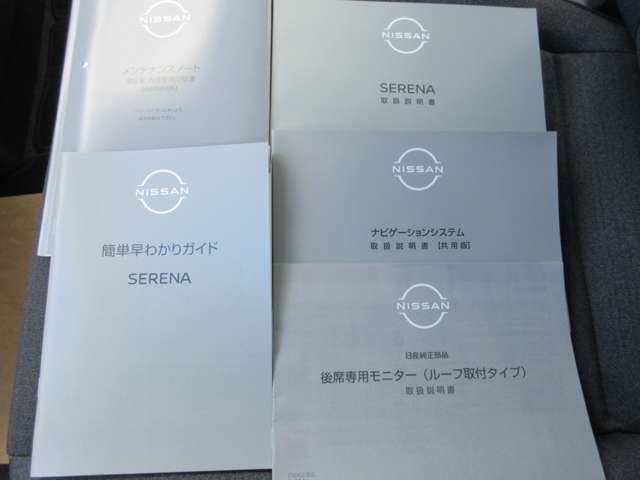 NISSAN
メンテナンスノート
NISSAN
SERENA
取扱説明書
NISSAN
簡単早わかりガイド
SERENA
NISSAN
ナビゲーションシステム
取扱説明書 【共用版】
NISSAN
日産純正部品
後席専用モニター（ルーフ取付タイプ）
取扱説明書